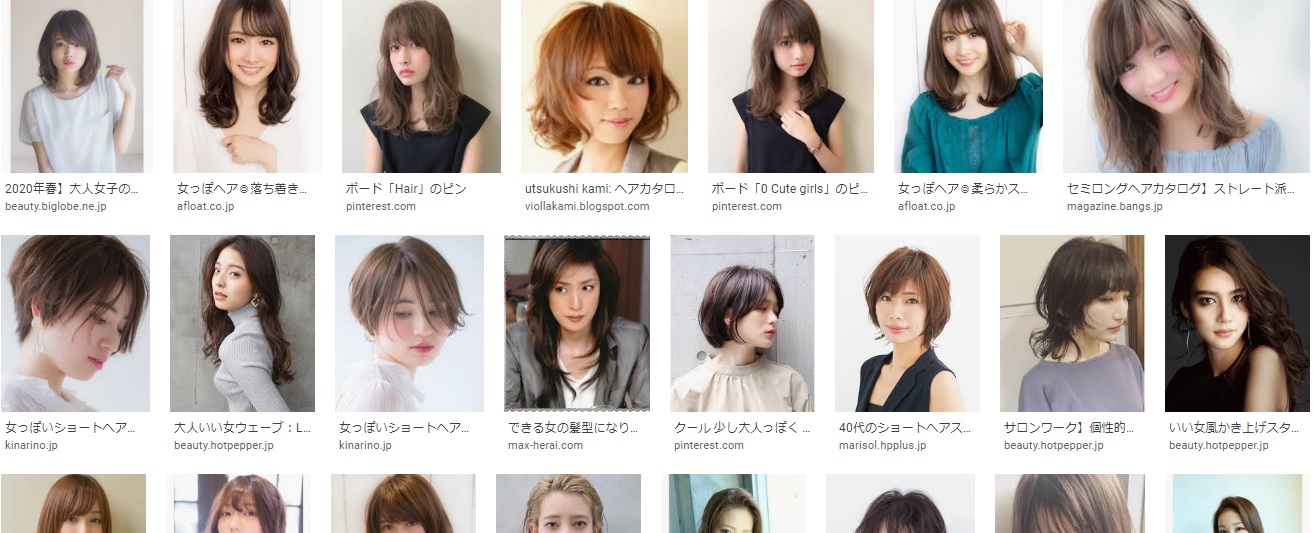 2020年春】大人女子の...
beauty.biglobe.ne.jp
女っぽヘア◎落ち着き...
afloat.co.jp
ボード「Hair」のピン
pinterest.com
utsukushi kami: ヘアカタロ...
viollakami.blogspot.com
ボード「0 Cute girls」のピ...
pinterest.com
女っぽヘア◎柔らかス...
afloat.co.jp
セミロングヘアカタログ】ストレート派...
magazine.bangs.jp
女っぽいショートヘア...
kinarino.jp
大人いい女ウェーブ：L...
beauty.hotpepper.jp
女っぽいショートヘア...
kinarino.jp
できる女の髪型になり...
max-herai.com
クール 少し大人っぽく ...
pinterest.com
40代のショートヘアス...
marisol.hpplus.jp
サロンワーク】個性的...
beauty.hotpepper.jp
いい女風かき上げスタ...
beauty.hotpepper.jp